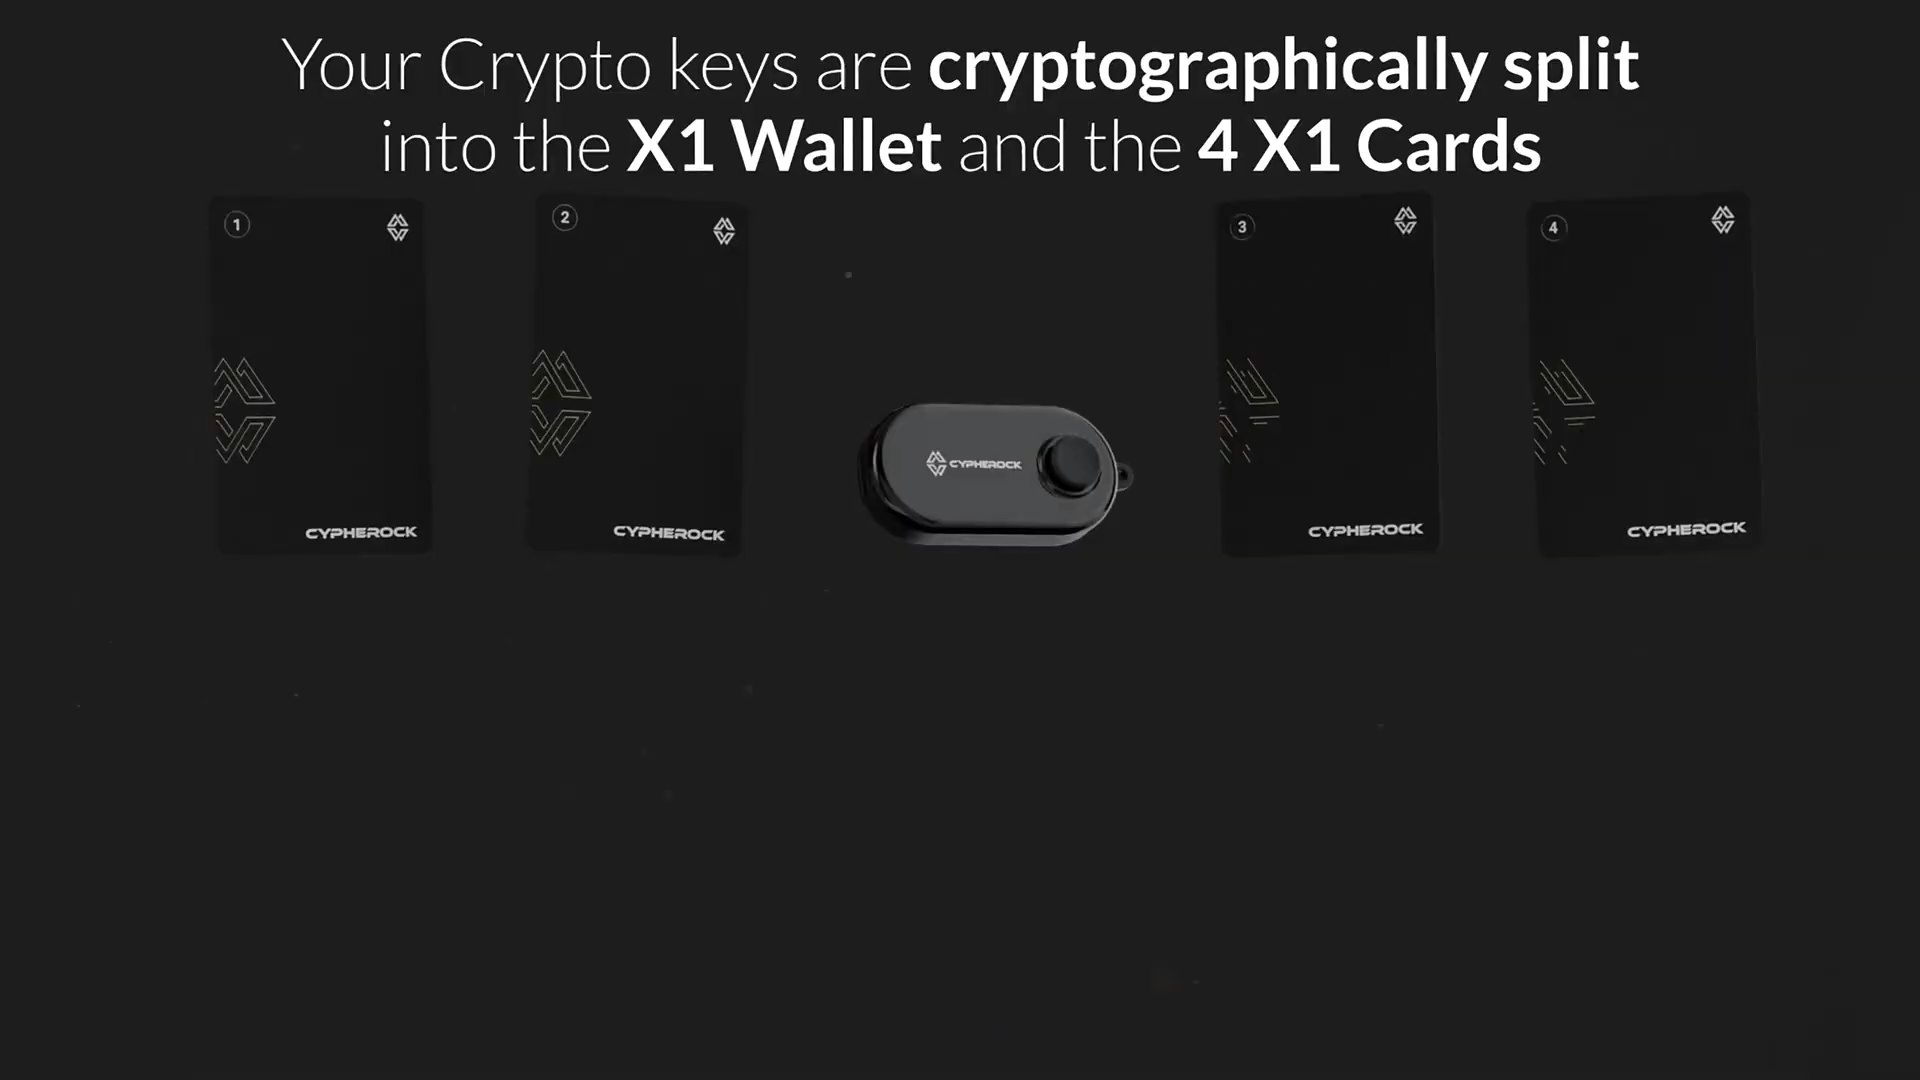 Your Crypto keys are cryptographically split
into the X1 Wallet and the 4 X1 Cards
1
2
3
4
CYPHEROCK
CYPHEROCK
CYPHEROCK
CYPHEROCK
CYPHEROCK